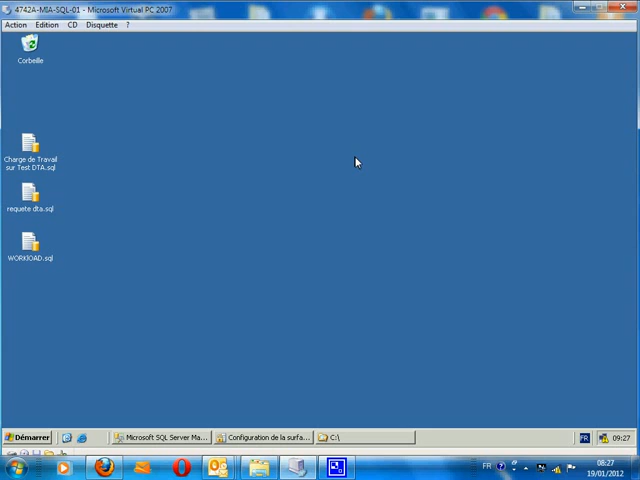 4742A-MIA-SQL-01 - Microsoft Virtual PC 2007
Action Edition CD Disquette ?
Corbeille
Charge de Travail
sur Test DTA.sql
requete dta.sql
WORKlOAD.sql
Démarrer
Microsoft SQL Server Ma...
Configuration de la surfa...
C:\
FR
09:27
FR
08:27
19/01/2012